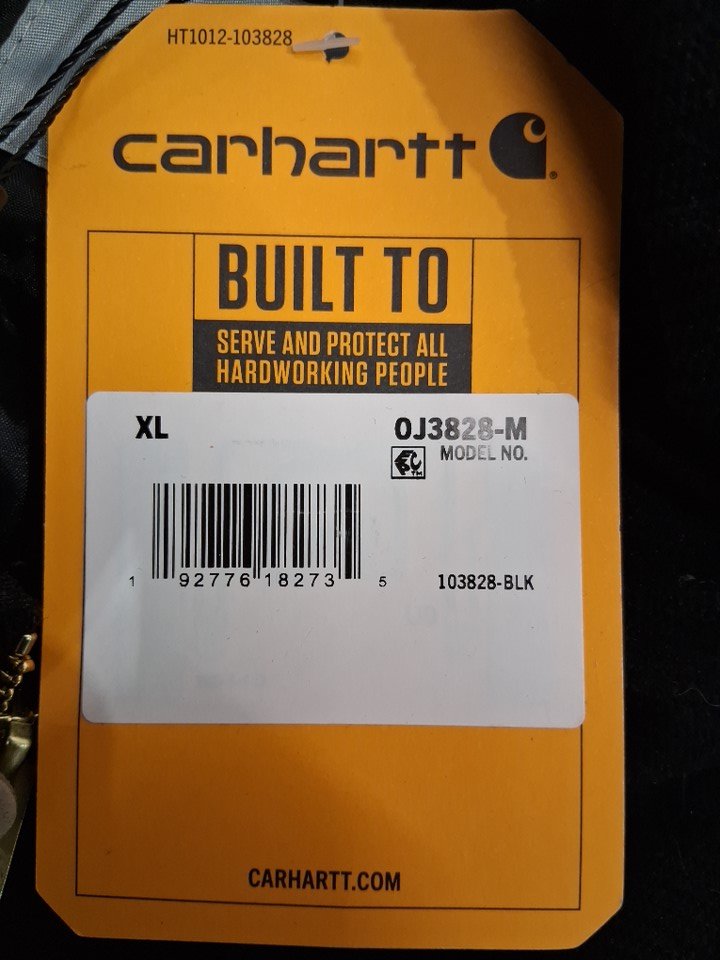 HT1012-103828
carhartt
BUILT TO
SERVE AND PROTECT ALL
HARDWORKING PEOPLE
XL
OJ3828-M
MODEL NO.
1 92776 18273 5
103828-BLK
CARHARTT.COM